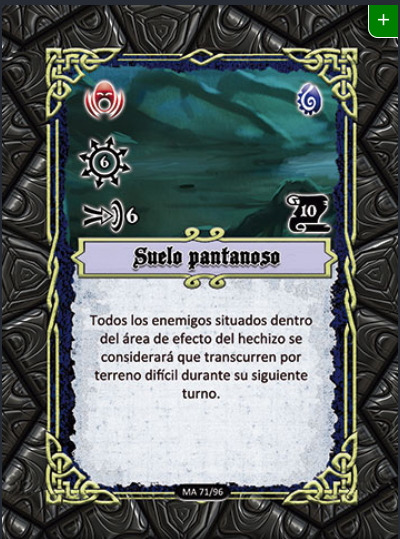 +
6
6
10
Suelo pantanoso
Todos los enemigos situados dentro
del área de efecto del hechizo se
considerará que transcurren por
terreno difícil durante su siguiente
turno.
MA 71/96